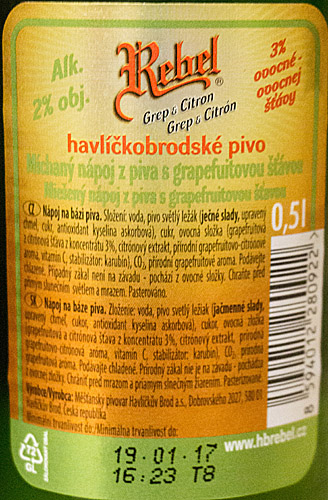 Alk.
2% obj.
Rebel®
Grep & Citron
Grep & Citrón
3%
ovocné-
ovocnej
šťávy
havlíčkobrodské pivo
Míchaný nápoj z piva s grapefruitovou šťávou
Miešený nápoj z piva s grapefruitovou šťavou
CZ Nápoj na bázi piva. Složení: voda, pivo světlý ležák (ječné slady, upravený
chmel, cukr, antioxidant kyselina askorbová), cukr, ovocná složka (grapefruitová
a citrónová šťáva z koncentrátu 3%, citrónový extrakt, přírodní grapefruitovo-citronové
aroma, vitamin C, stabilizátor: karubin), CO2, přírodní grapefruitové aroma. Podávejte
chlazené. Případný zákal není na závadu - pochází z ovocné složky. Chraňte před
přímým slunečním světlem a mrazem. Pasterováno.
SK Nápoj na báze piva. Zloženie: voda, pivo svetlý ležiak (jačmenné slady,
upravený chmel, cukor, antioxidant kyselina askorbová), cukor, ovocná zložka
(grapefruitová a citrónová šťava z koncentrátu 3%, citrónový extrakt, prírodná
grapefruitovo-citrónová aróma, vitamín C, stabilizátor: karubin), CO2, prírodná
grapefruitová aróma. Podávajte chladené. Prírodný zákal nie je na závadu - pochádza
z ovocnej zložky. Chránit pred mrazom a priamym slnečným žiarením. Pasterizované.
Výrobce/Výrobca: Měšťanský pivovar Havlíčkův Brod a.s., Dobrovského 2027, 580 01
Havlíčkův Brod, Česká republika
Minimální trvanlivost do:/Minimálna trvanlivosť do:
0,5l
8 594012 280922 >
www.hbrebel.cz
19·01·17
16:23 T8